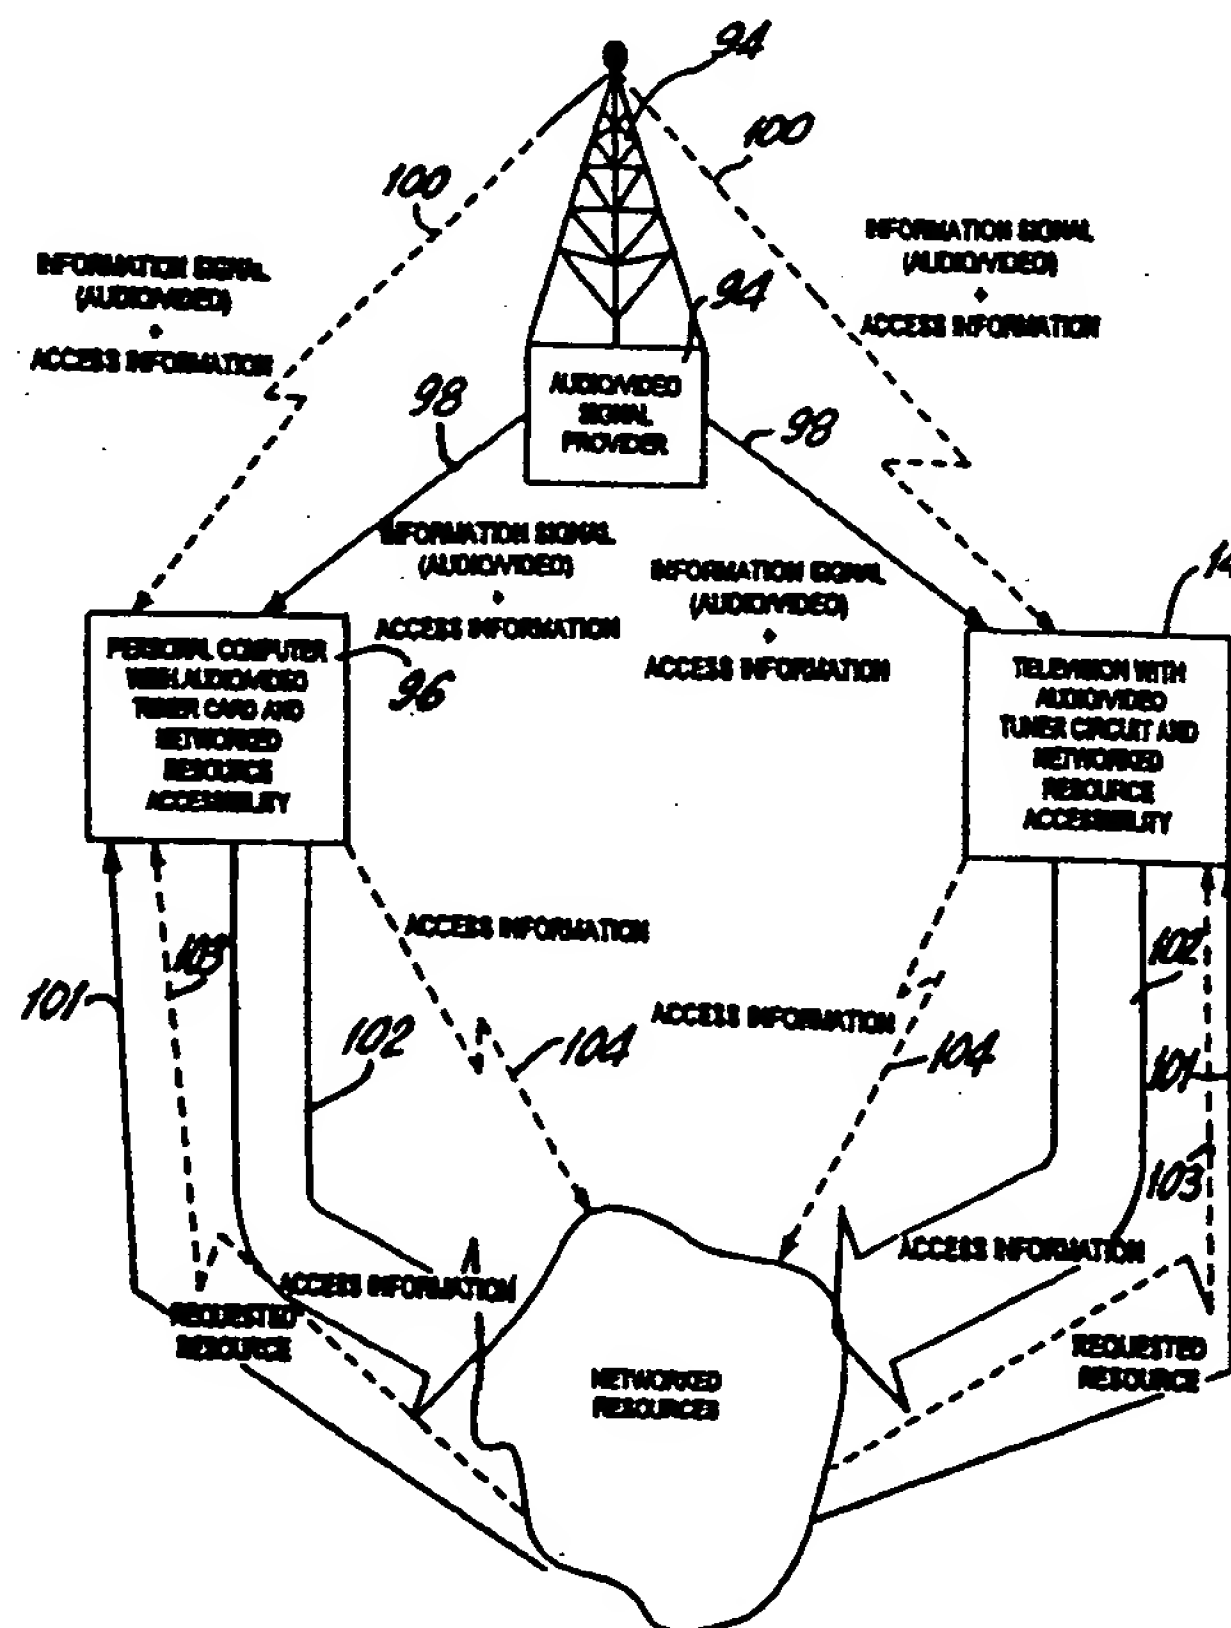 94
100
100
INFORMATION SIGNAL
(AUDIO/VIDEO)
+
ACCESS INFORMATION
INFORMATION SIGNAL
(AUDIO/VIDEO)
+
ACCESS INFORMATION
94
AUDIO/VIDEO
SIGNAL
PROVIDER
98
98
INFORMATION SIGNAL
(AUDIO/VIDEO)
+
ACCESS INFORMATION
INFORMATION SIGNAL
(AUDIO/VIDEO)
+
ACCESS INFORMATION
14
PERSONAL COMPUTER
WITH AUDIO/VIDEO
TUNER CARD AND
NETWORKED
RESOURCE
ACCESSIBILITY
96
TELEVISION WITH
AUDIO/VIDEO
TUNER CIRCUIT AND
NETWORKED
RESOURCE
ACCESSIBILITY
ACCESS INFORMATION
103
101
102
104
ACCESS INFORMATION
104
102
101
103
ACCESS INFORMATION
REQUESTED
RESOURCE
ACCESS INFORMATION
REQUESTED
RESOURCE
NETWORKED
RESOURCES